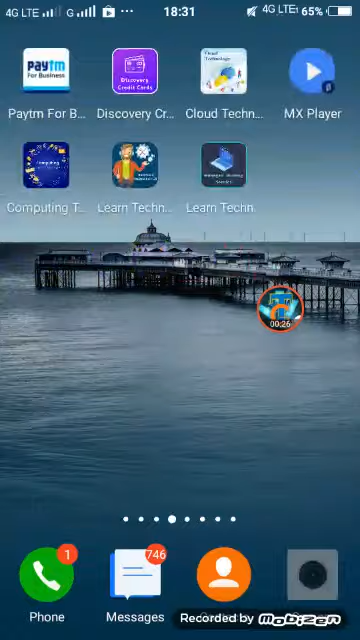 4G LTE G 18:31 4G LTE 65%
paytm
For Business
Discovery
Credit Cards
Cloud
Technology
Paytm For B... Discovery Cr... Cloud Techn... MX Player
Computing
Computing T... Learn Techn... Learn Techn
00:26
1 746
Phone Messages
Recorded by MOBIZEN